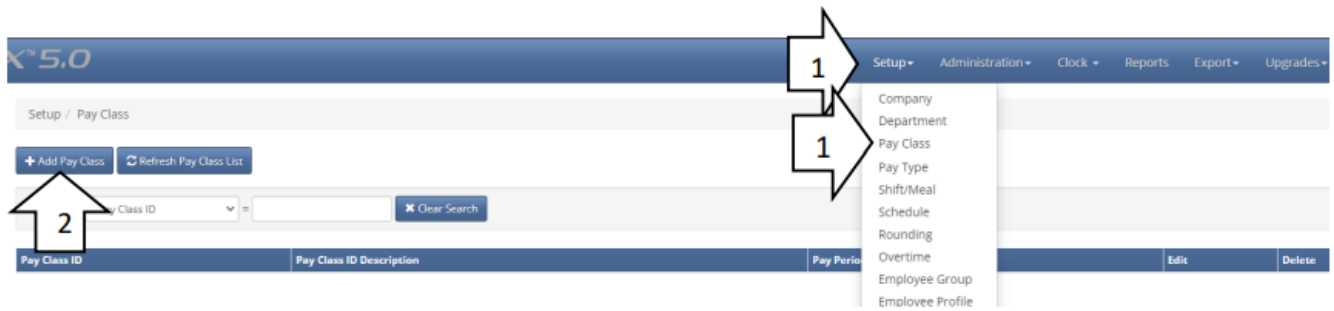 X™ 5.0
1
Setup Administration Clock Reports Export Upgrades
Company
Setup / Pay Class
Department
1
Pay Class
+ Add Pay Class Refresh Pay Class List
Pay Type
Shift/Meal
2
Class ID = × Clear Search
Schedule
Rounding
Pay Class ID Pay Class ID Description Pay Perio Edit Delete
Overtime
Employee Group
Employee Profile